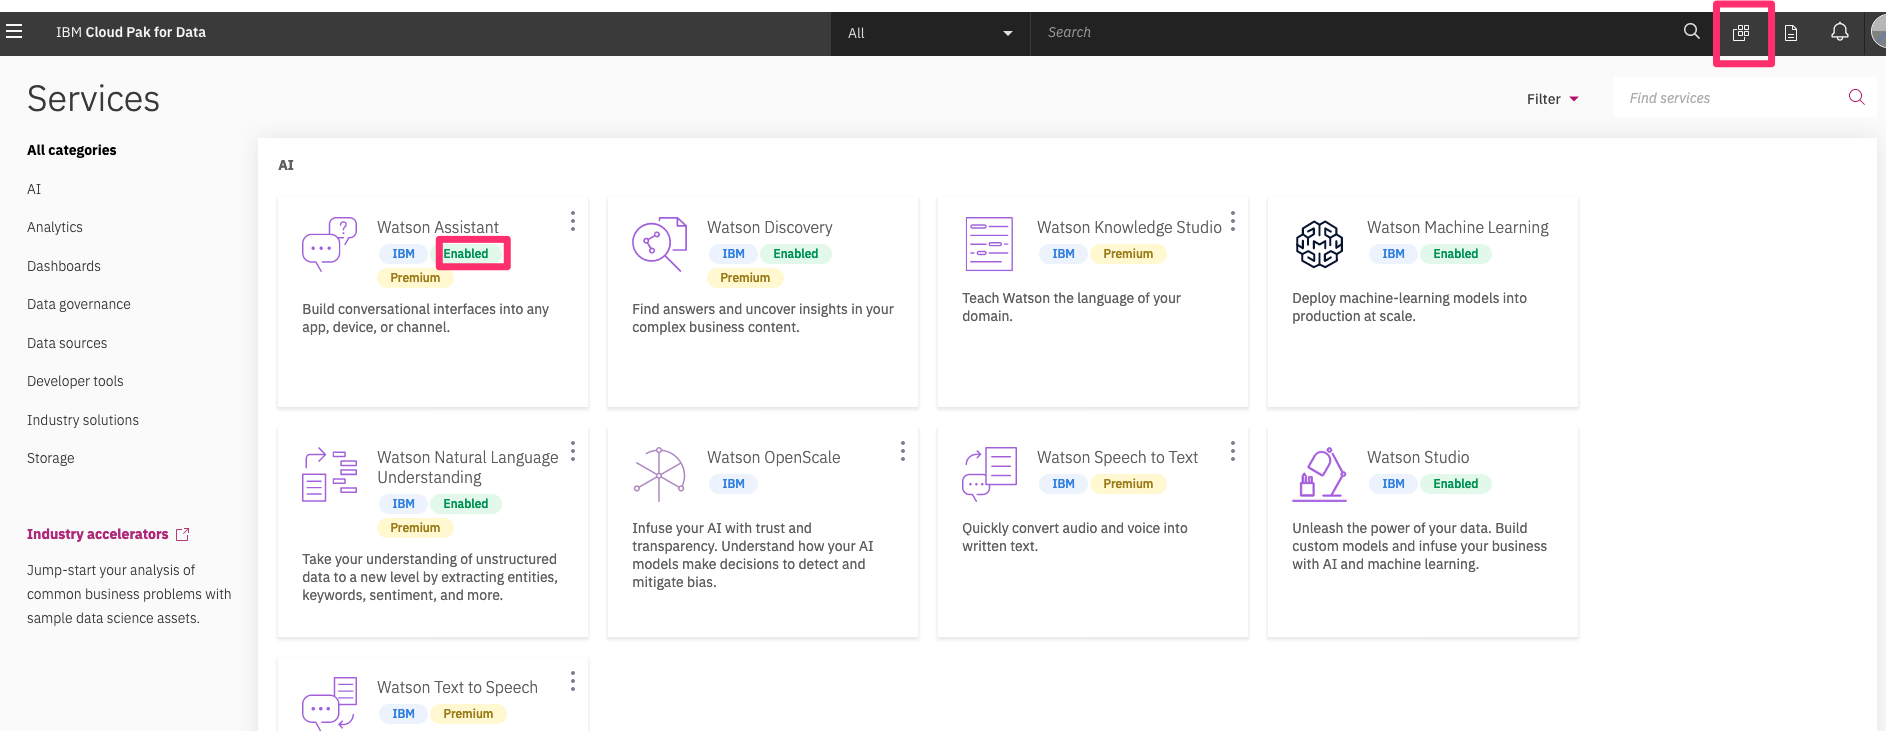 IBM Cloud Pak for Data
All
Search
Services
Filter
Find services
All categories
AI
Analytics
Dashboards
Data governance
Data sources
Developer tools
Industry solutions
Storage
Industry accelerators
Jump-start your analysis of
common business problems with
sample data science assets.
AI
Watson Assistant
IBM Enabled
Premium
Build conversational interfaces into any
app, device, or channel.
Watson Discovery
IBM Enabled
Premium
Find answers and uncover insights in your
complex business content.
Watson Knowledge Studio
IBM Premium
Teach Watson the language of your
domain.
Watson Machine Learning
IBM Enabled
Deploy machine-learning models into
production at scale.
Watson Natural Language
Understanding
IBM Enabled
Premium
Take your understanding of unstructured
data to a new level by extracting entities,
keywords, sentiment, and more.
Watson OpenScale
IBM
Infuse your AI with trust and
transparency. Understand how your AI
models make decisions to detect and
mitigate bias.
Watson Speech to Text
IBM Premium
Quickly convert audio and voice into
written text.
Watson Studio
IBM Enabled
Unleash the power of your data. Build
custom models and infuse your business
with AI and machine learning.
Watson Text to Speech
IBM Premium